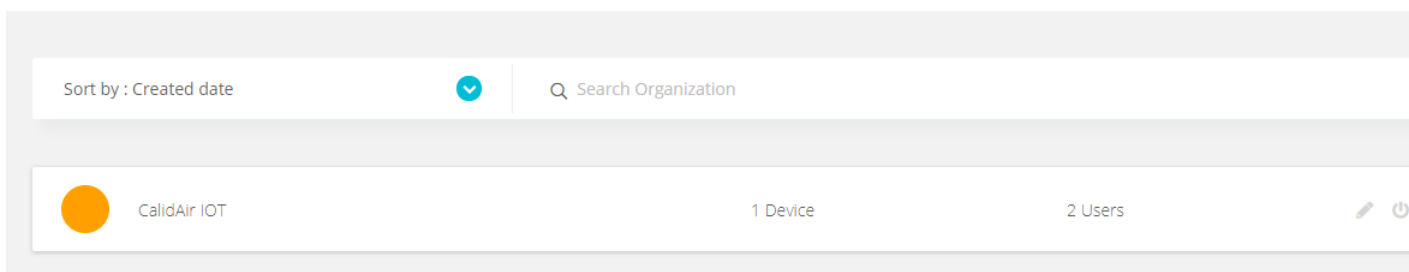 Sort by : Created date
Search Organization
CalidAir IOT
1 Device
2 Users